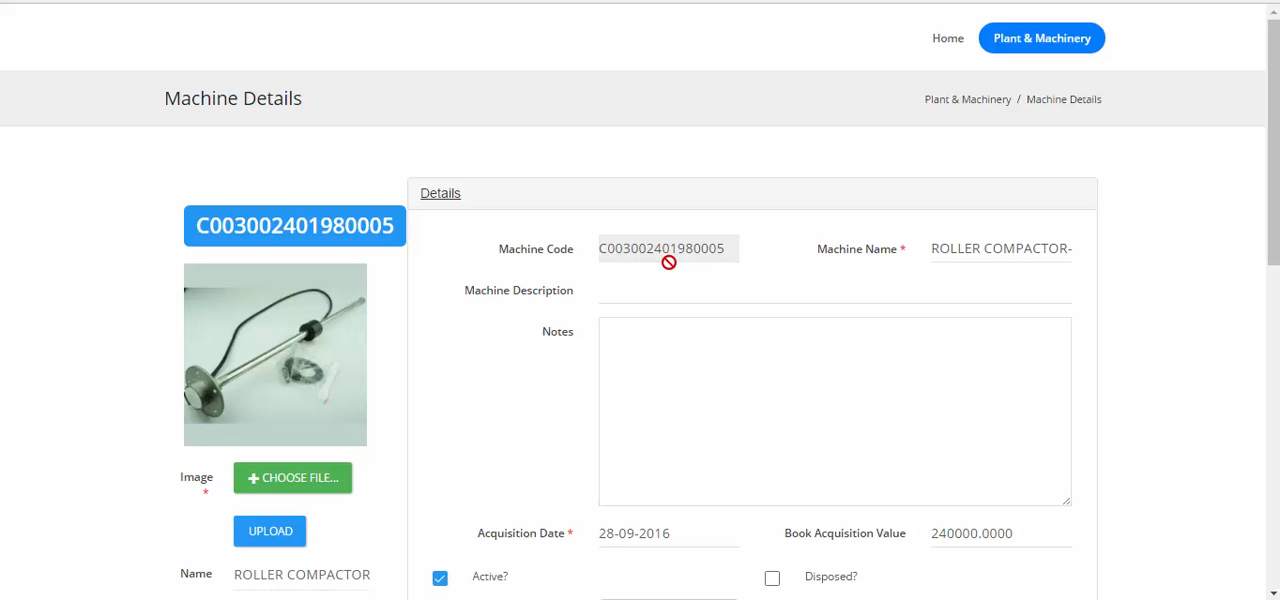 Home Plant & Machinery
Machine Details
Plant & Machinery / Machine Details
Details
C003002401980005
Machine Code C003002401980005 Machine Name * ROLLER COMPACTOR-
Machine Description
Notes
Image * CHOOSE FILE...
UPLOAD
Acquisition Date * 28-09-2016 Book Acquisition Value 240000.0000
Name ROLLER COMPACTOR
Active? Disposed?